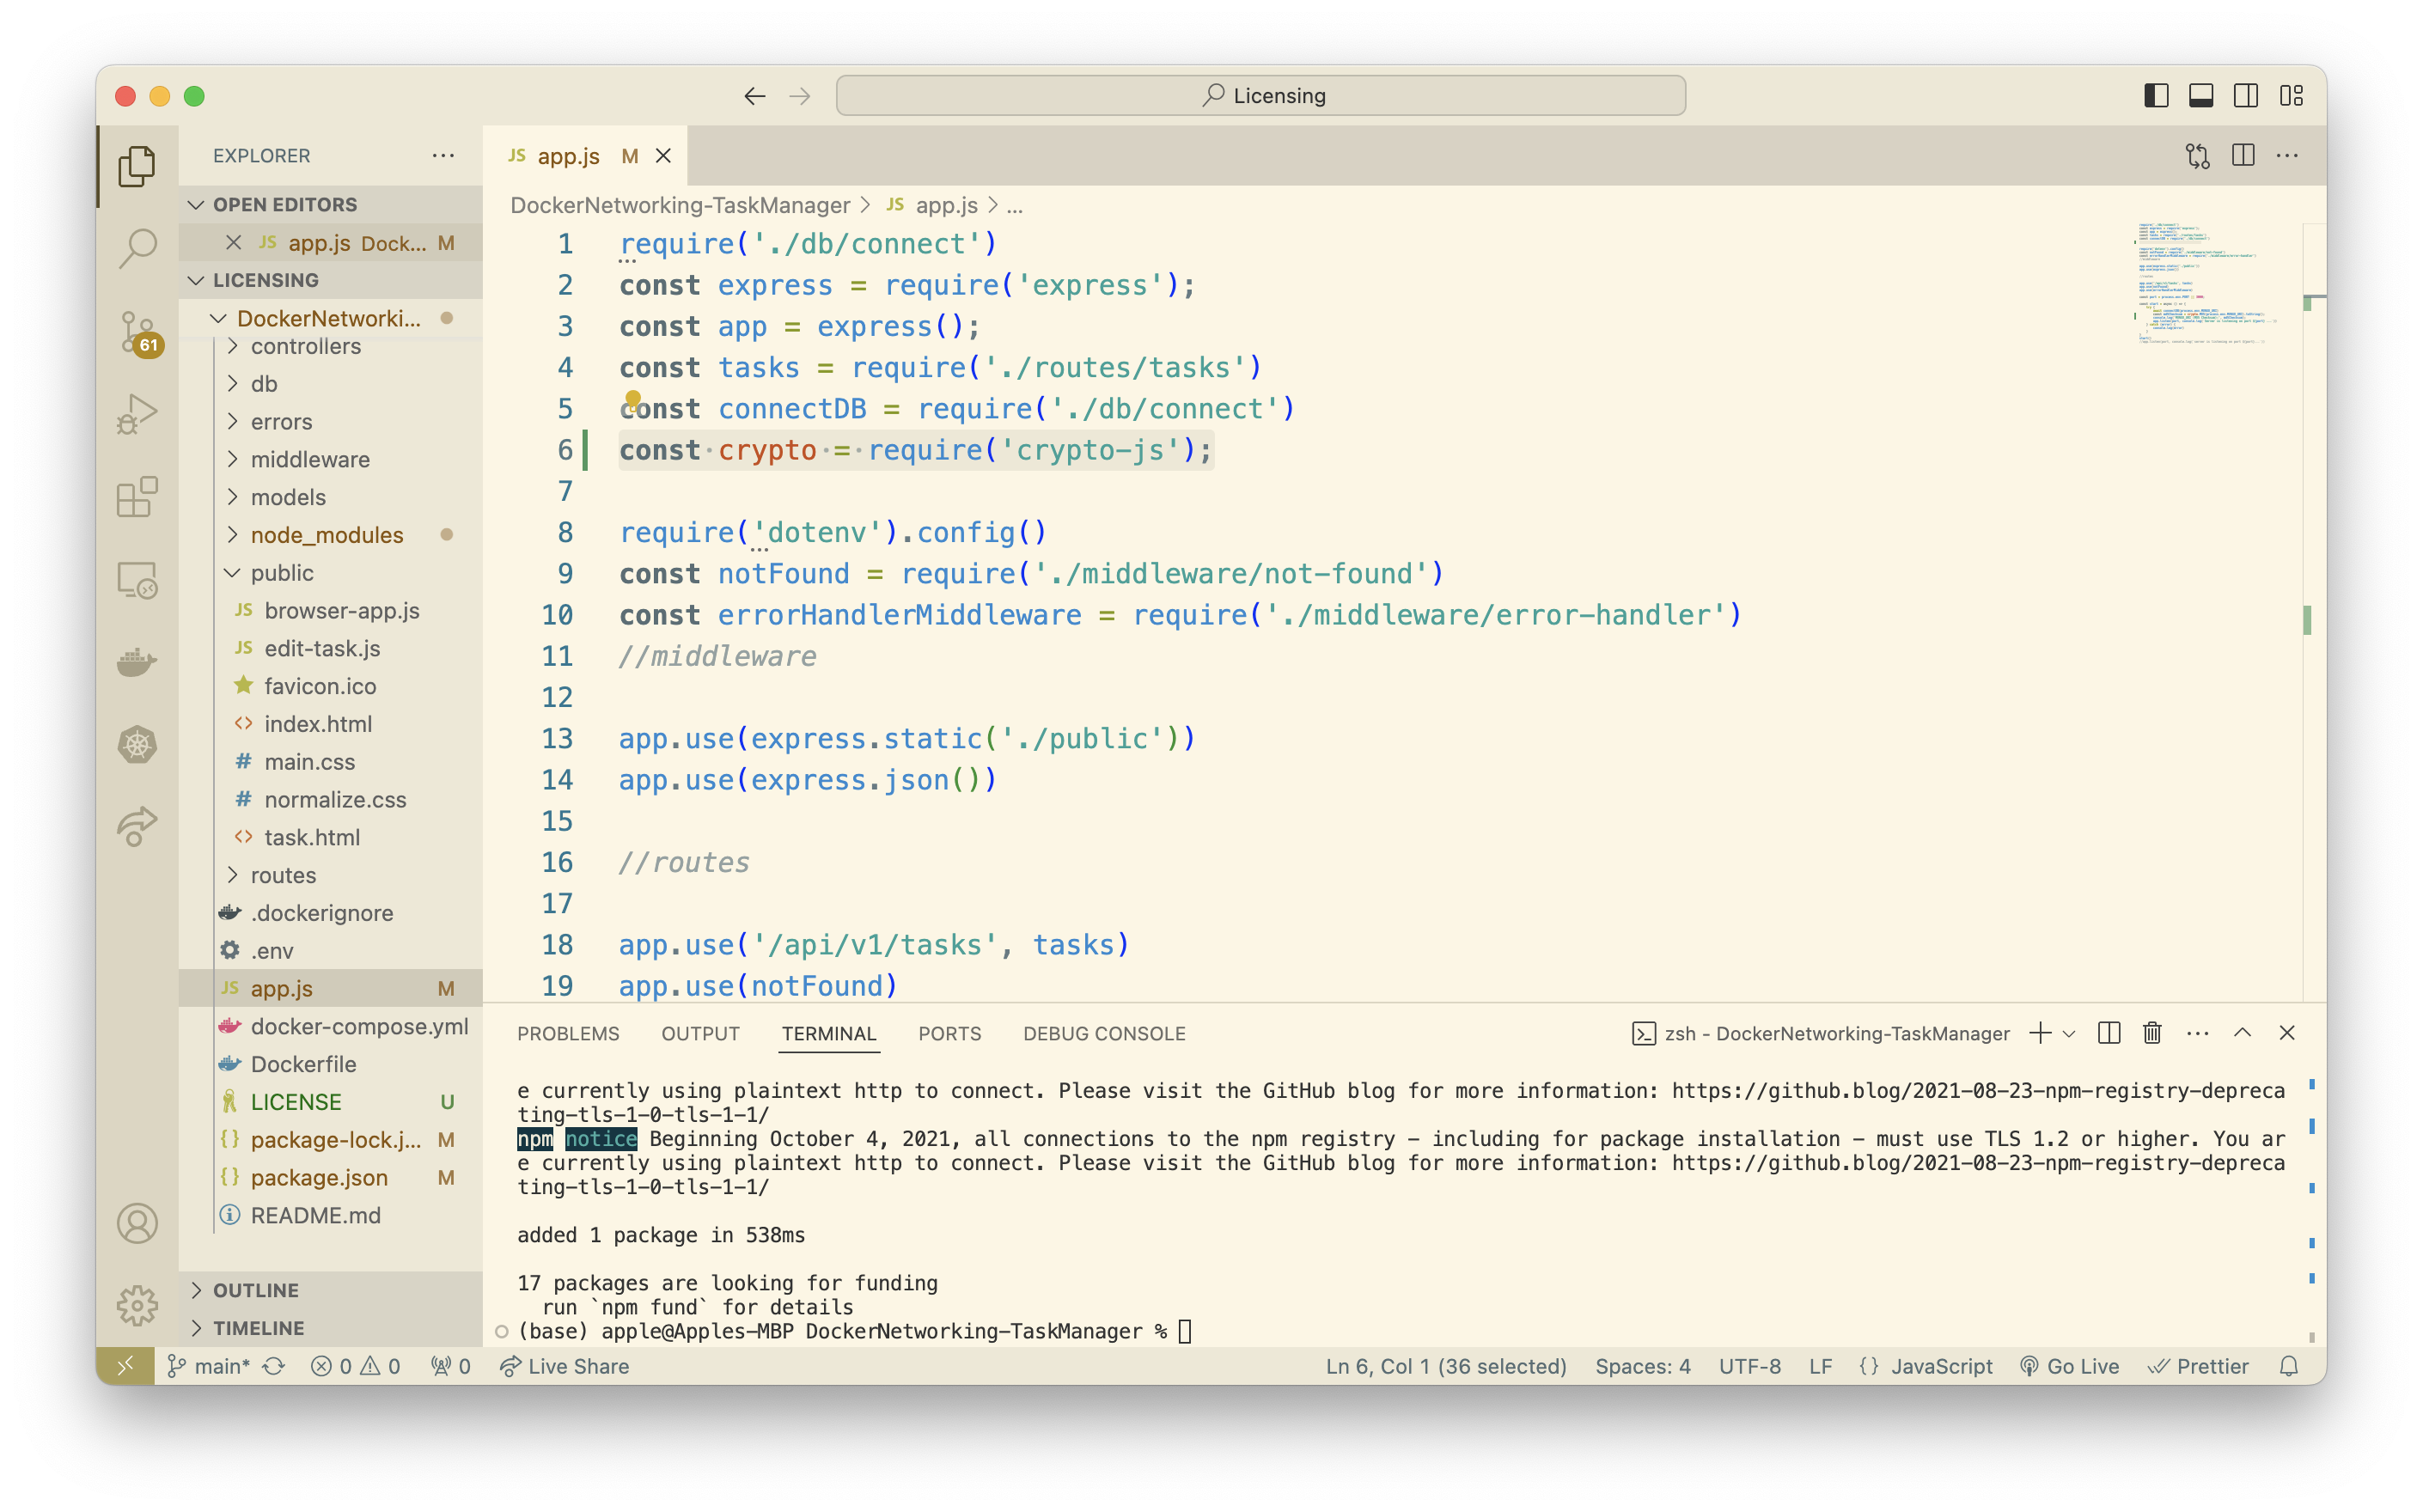 Licensing
EXPLORER
OPEN EDITORS
JS app.js Dock... M
LICENSING
DockerNetworki...
controllers
db
errors
middleware
models
node_modules
public
JS browser-app.js
JS edit-task.js
favicon.ico
<> index.html
# main.css
# normalize.css
<> task.html
routes
.dockerignore
.env
JS app.js M
docker-compose.yml
Dockerfile
LICENSE U
{} package-lock.j... M
{} package.json M
README.md
OUTLINE
TIMELINE
61
JS app.js M
DockerNetworking-TaskManager > JS app.js > ...
1 require('./db/connect')
2 const express = require('express');
3 const app = express();
4 const tasks = require('./routes/tasks')
5 const connectDB = require('./db/connect')
6 const crypto = require('crypto-js');
7
8 require('dotenv').config()
9 const notFound = require('./middleware/not-found')
10 const errorHandlerMiddleware = require('./middleware/error-handler')
11 //middleware
12
13 app.use(express.static('./public'))
14 app.use(express.json())
15
16 //routes
17
18 app.use('/api/v1/tasks', tasks)
19 app.use(notFound)
PROBLEMS OUTPUT TERMINAL PORTS DEBUG CONSOLE zsh - DockerNetworking-TaskManager
e currently using plaintext http to connect. Please visit the GitHub blog for more information: https://github.blog/2021-08-23-npm-registry-depreca
ting-tls-1-0-tls-1-1/
npm notice Beginning October 4, 2021, all connections to the npm registry - including for package installation - must use TLS 1.2 or higher. You ar
e currently using plaintext http to connect. Please visit the GitHub blog for more information: https://github.blog/2021-08-23-npm-registry-depreca
ting-tls-1-0-tls-1-1/
added 1 package in 538ms
17 packages are looking for funding
run `npm fund` for details
(base) apple@Apples-MBP DockerNetworking-TaskManager %
main* 0 0 0 Live Share Ln 6, Col 1 (36 selected) Spaces: 4 UTF-8 LF {} JavaScript Go Live Prettier